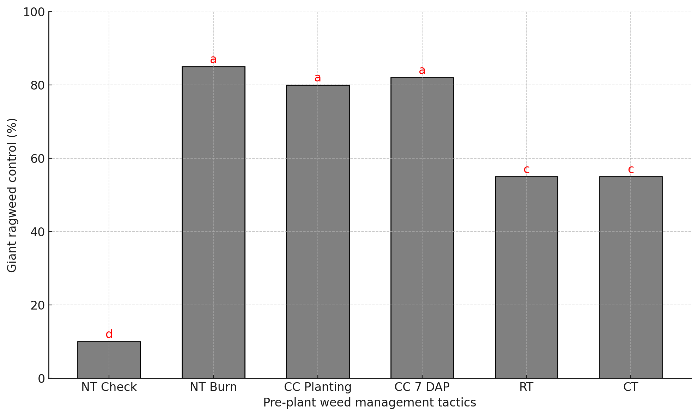 100
80
60
40
20
0
Giant ragweed control (%)
d
a
a
a
c
c
NT Check NT Burn CC Planting CC 7 DAP RT CT
Pre-plant weed management tactics